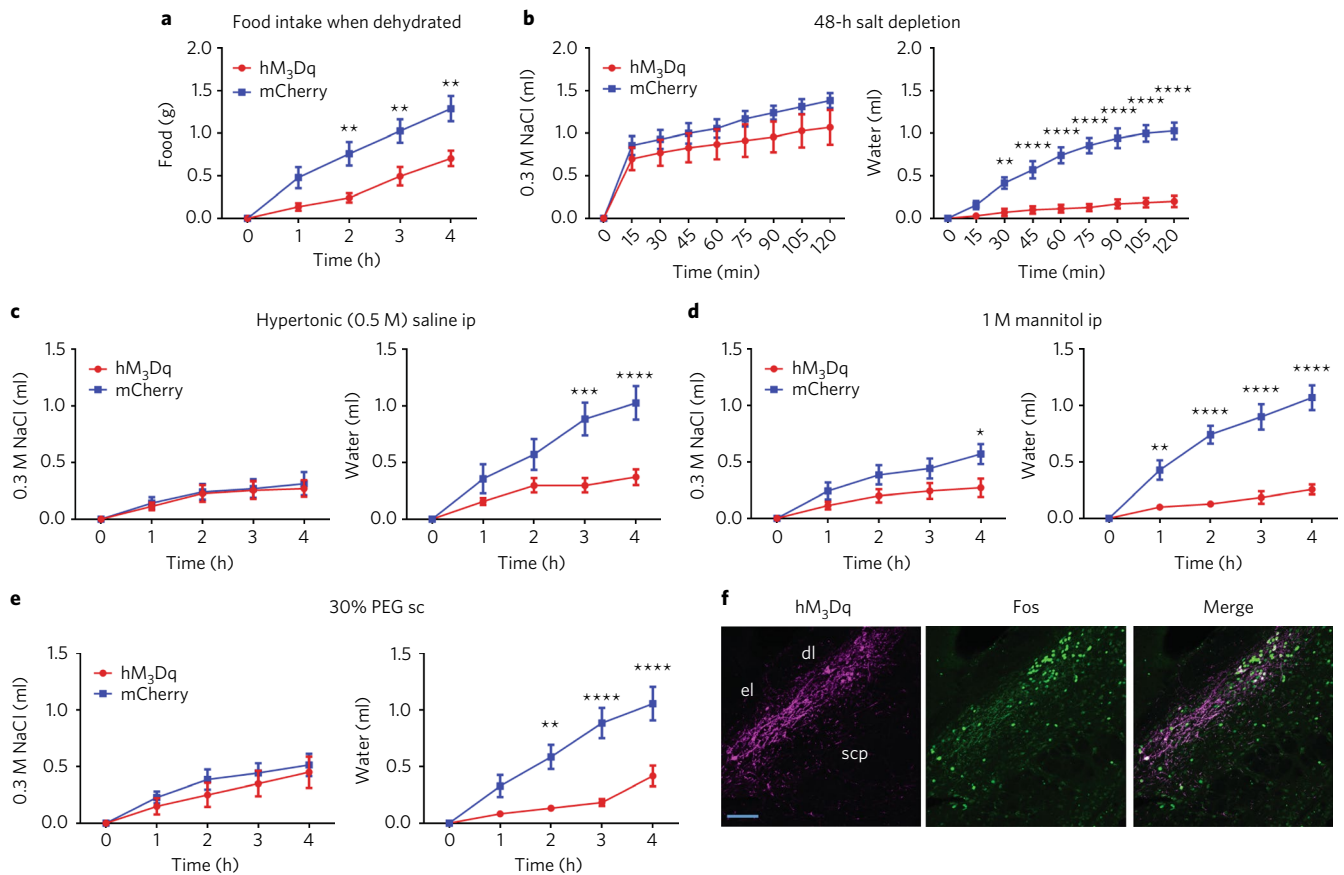 a
Food intake when dehydrated
2.0
1.5
1.0
0.5
0.0
Food (g)
hM3Dq
mCherry
**
**
**
0 1 2 3 4
Time (h)
b
48-h salt depletion
2.0
1.5
1.0
0.5
0.0
0.3 M NaCl (ml)
hM3Dq
mCherry
0 15 30 45 60 75 90 105 120
Time (min)
2.0
1.5
1.0
0.5
0.0
Water (ml)
**
****
****
****
****
****
****
0 15 30 45 60 75 90 105 120
Time (min)
c
Hypertonic (0.5 M) saline ip
1.5
1.0
0.5
0.0
0.3 M NaCl (ml)
hM3Dq
mCherry
0 1 2 3 4
Time (h)
1.5
1.0
0.5
0.0
Water (ml)
***
****
0 1 2 3 4
Time (h)
d
1 M mannitol ip
1.5
1.0
0.5
0.0
0.3 M NaCl (ml)
hM3Dq
mCherry
*
0 1 2 3 4
Time (h)
1.5
1.0
0.5
0.0
Water (ml)
**
****
****
****
0 1 2 3 4
Time (h)
e
30% PEG sc
1.5
1.0
0.5
0.0
0.3 M NaCl (ml)
hM3Dq
mCherry
0 1 2 3 4
Time (h)
1.5
1.0
0.5
0.0
Water (ml)
**
****
****
0 1 2 3 4
Time (h)
f
hM3Dq Fos Merge
dl
el
scp